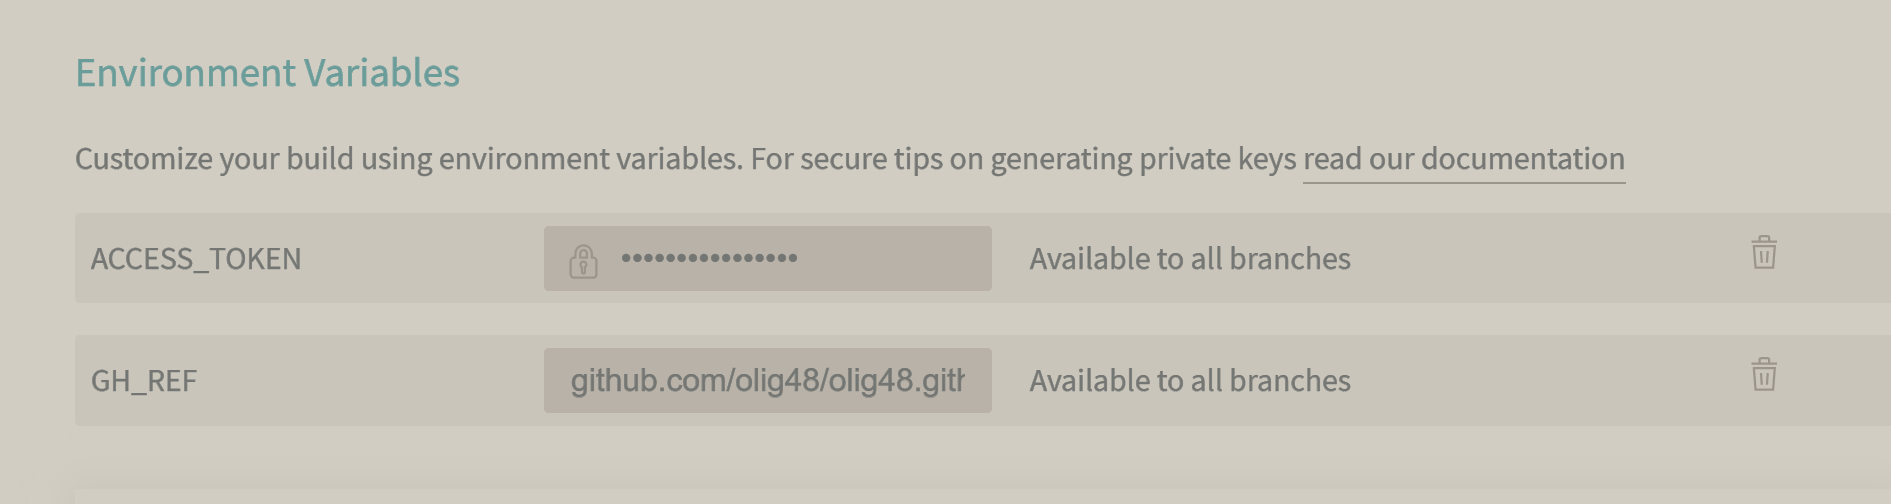 Environment Variables
Customize your build using environment variables. For secure tips on generating private keys read our documentation
ACCESS_TOKEN •••••••••••••••• Available to all branches
GH_REF github.com/olig48/olig48.gith Available to all branches